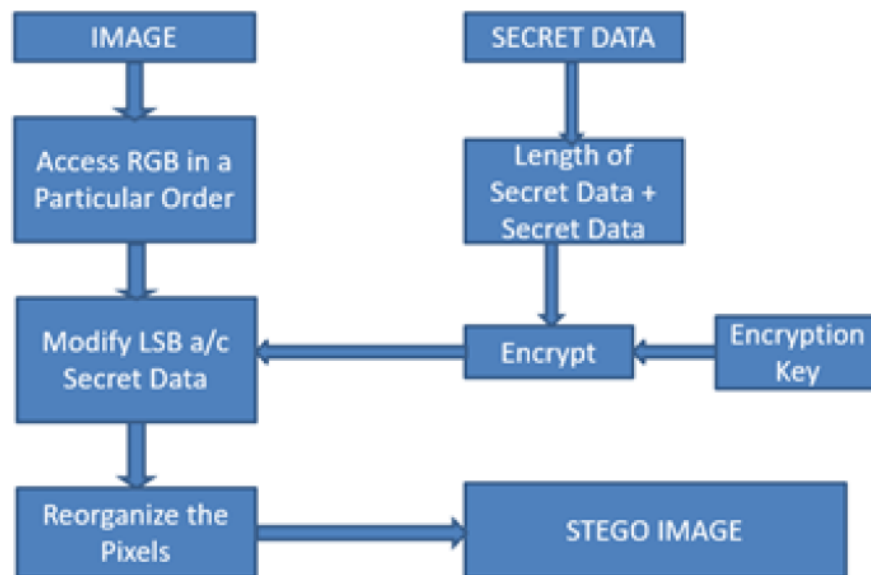 IMAGE
SECRET DATA
Access RGB in a
Particular Order
Length of
Secret Data +
Secret Data
Modify LSB a/c
Secret Data
Encrypt
Encryption
Key
Reorganize the
Pixels
STEGO IMAGE